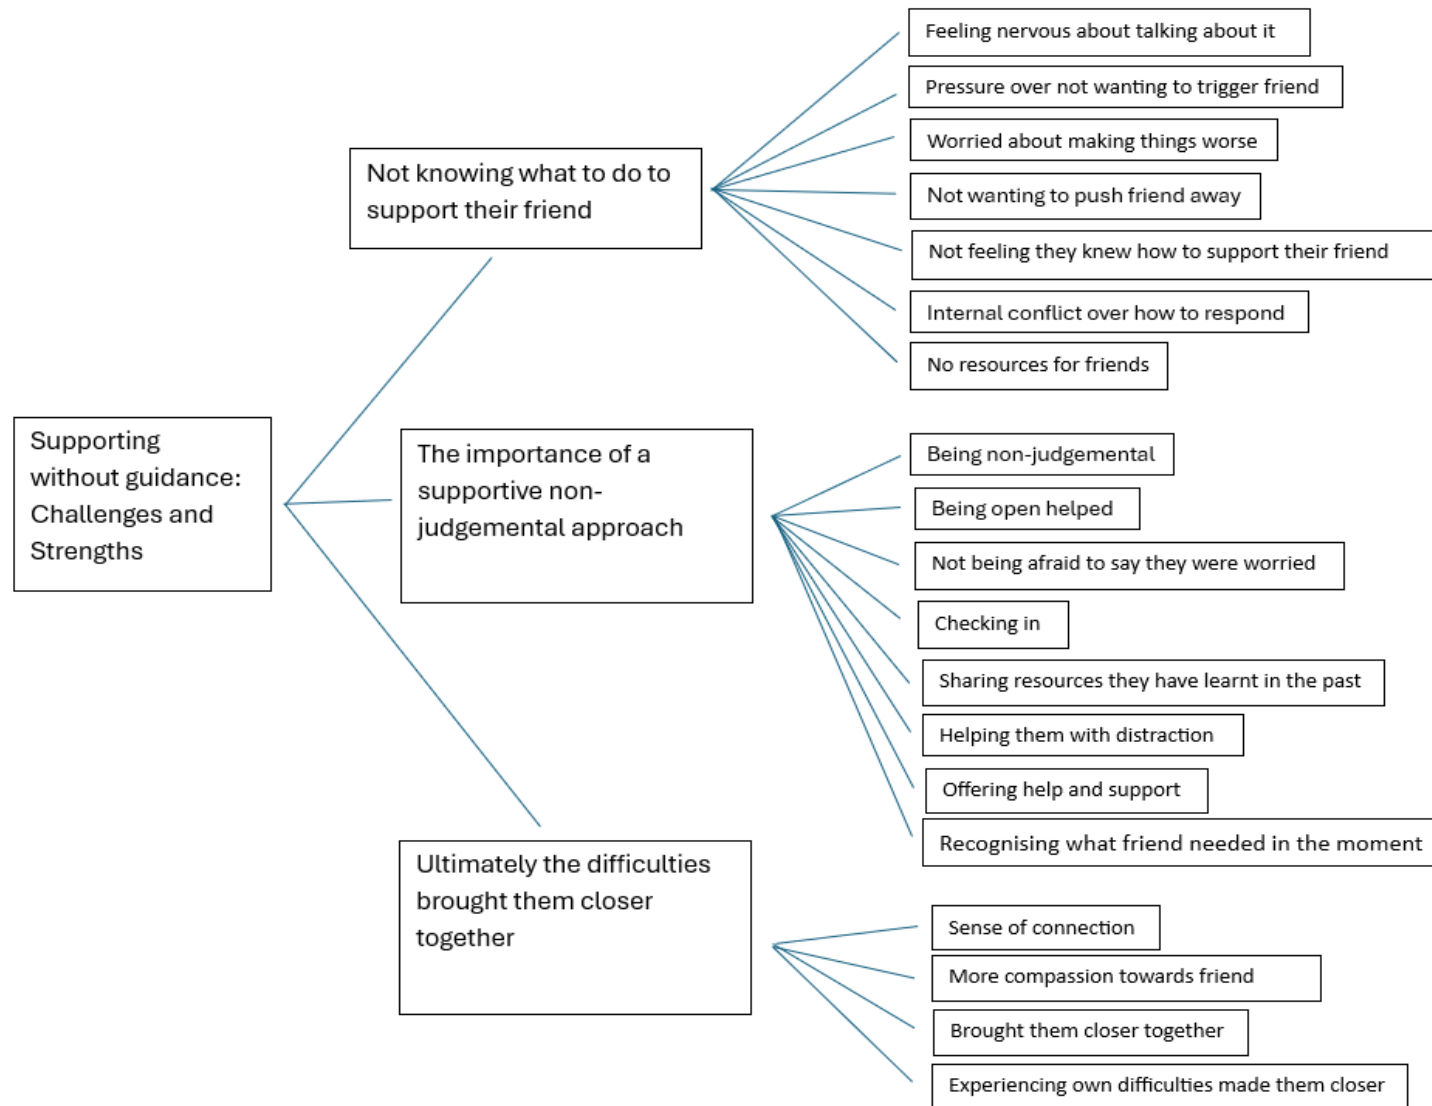 Supporting
without guidance:
Challenges and
Strengths
Not knowing what to do to
support their friend
Feeling nervous about talking about it
Pressure over not wanting to trigger friend
Worried about making things worse
Not wanting to push friend away
Not feeling they knew how to support their friend
Internal conflict over how to respond
No resources for friends
The importance of a
supportive non-
judgemental approach
Being non-judgemental
Being open helped
Not being afraid to say they were worried
Checking in
Sharing resources they have learnt in the past
Helping them with distraction
Offering help and support
Recognising what friend needed in the moment
Ultimately the difficulties
brought them closer
together
Sense of connection
More compassion towards friend
Brought them closer together
Experiencing own difficulties made them closer